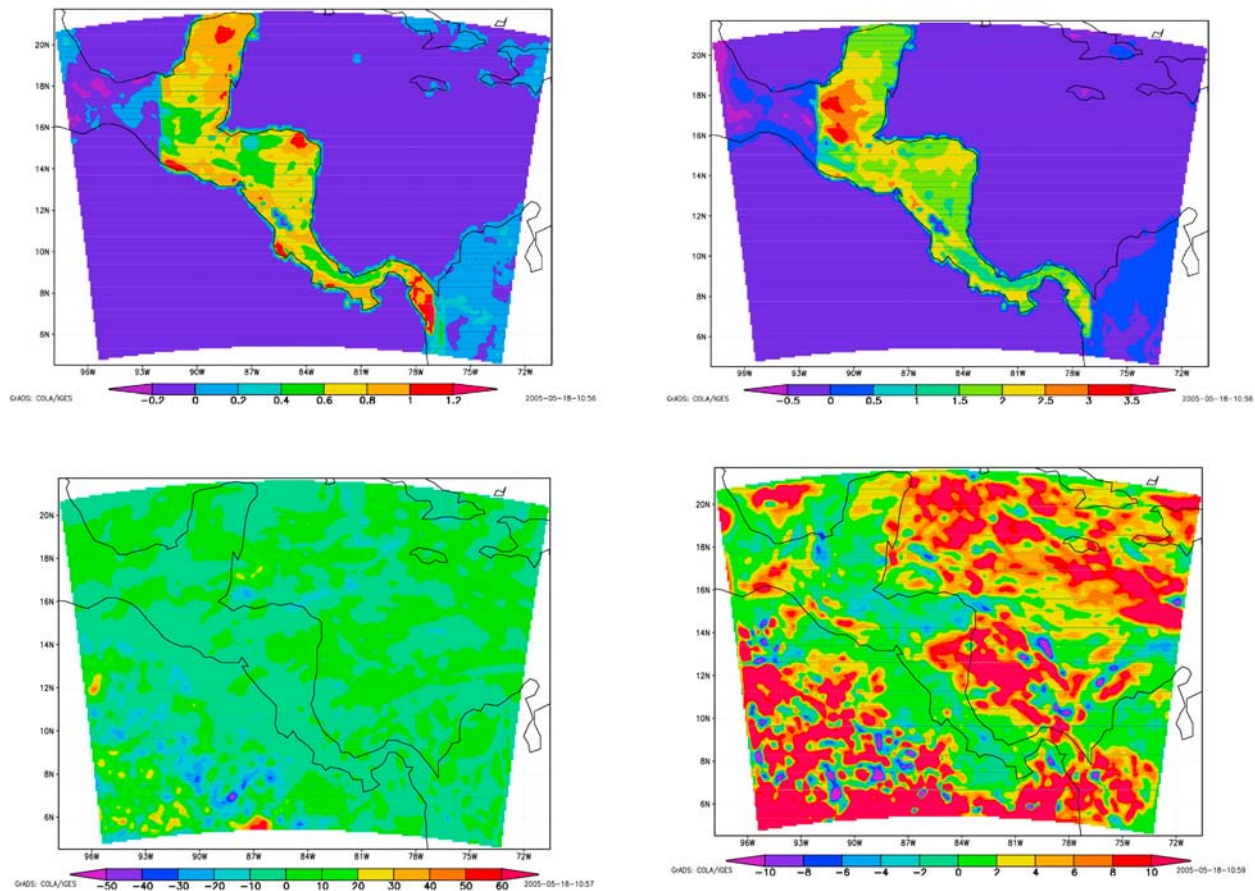 20N
18N
16N
14N
12N
10N
8N
6N
96W 93W 90W 87W 84W 81W 78W 75W 72W
-0.2 0 0.2 0.4 0.6 0.8 1 1.2
GrADS: COLA/IGES 2005-05-18-10:56
20N
18N
16N
14N
12N
10N
8N
6N
96W 93W 90W 87W 84W 81W 78W 75W 72W
-0.5 0 0.5 1 1.5 2 2.5 3 3.5
GrADS: COLA/IGES 2005-05-18-10:58
20N
18N
16N
14N
12N
10N
8N
6N
96W 93W 90W 87W 84W 81W 78W 75W 72W
-50 -40 -30 -20 -10 0 10 20 30 40 50 60
GrADS: COLA/IGES 2005-05-18-10:57
20N
18N
16N
14N
12N
10N
8N
6N
96W 93W 90W 87W 84W 81W 78W 75W 72W
-10 -8 -6 -4 -2 0 2 4 6 8 10
GrADS: COLA/IGES 2005-05-18-10:59